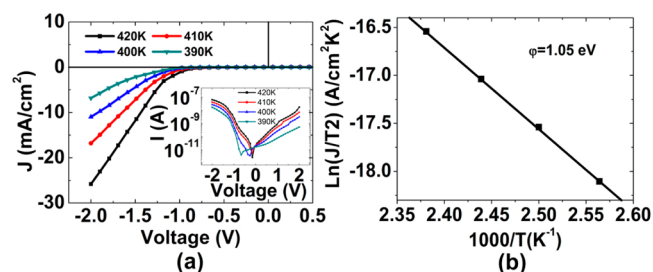 420K 410K
400K 390K
J (mA/cm²)
10
0
-10
-20
-30
-2.0 -1.5 -1.0 -0.5 0.0 0.5
Voltage (V)
(a)
I (A)
10⁻⁷
10⁻⁹
10⁻¹¹
420K
410K
400K
390K
-2 -1 0 1 2
Voltage (V)
Ln(J/T2) (A/cm²K²)
-16.5
-17.0
-17.5
-18.0
φ=1.05 eV
2.35 2.40 2.45 2.50 2.55 2.60
1000/T(K⁻¹)
(b)